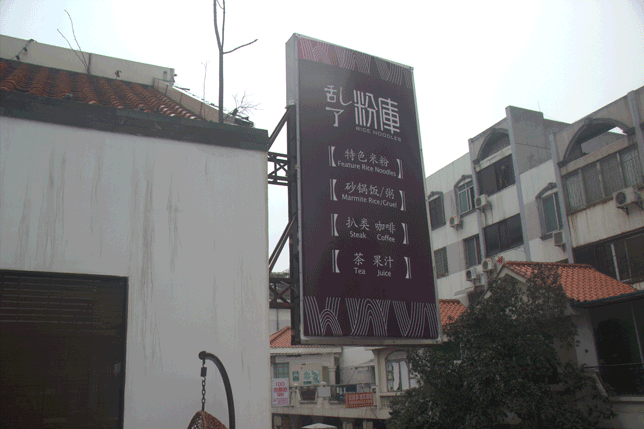 乱了
粉庫
RICE NOODLES
【特色米粉】
Feature Rice Noodles
【砂锅饭/粥】
Marmite Rice/Gruel
【扒类 咖啡】
Steak Coffee
【茶 果汁】
Tea Juice